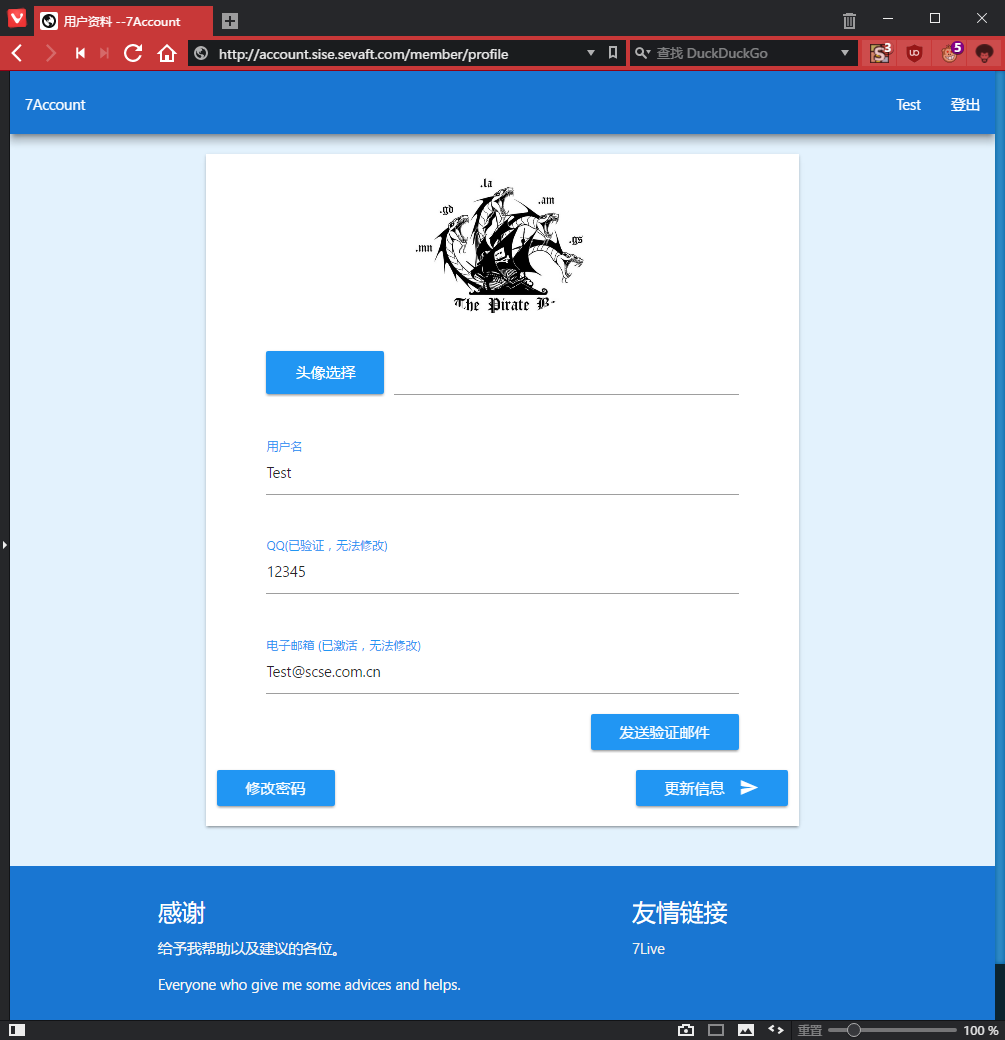 用户资料 --7Account
http://account.sise.sevaft.com/member/profile
查找 DuckDuckGo
3
5
7Account
Test
登出
.la
.gd
.am
.mn
.gs
The Pirate B
头像选择
用户名
Test
QQ(已验证，无法修改)
12345
电子邮箱 (已激活，无法修改)
Test@scse.com.cn
发送验证邮件
修改密码
更新信息
感谢
友情链接
给予我帮助以及建议的各位。
7Live
Everyone who give me some advices and helps.
重置
100 %